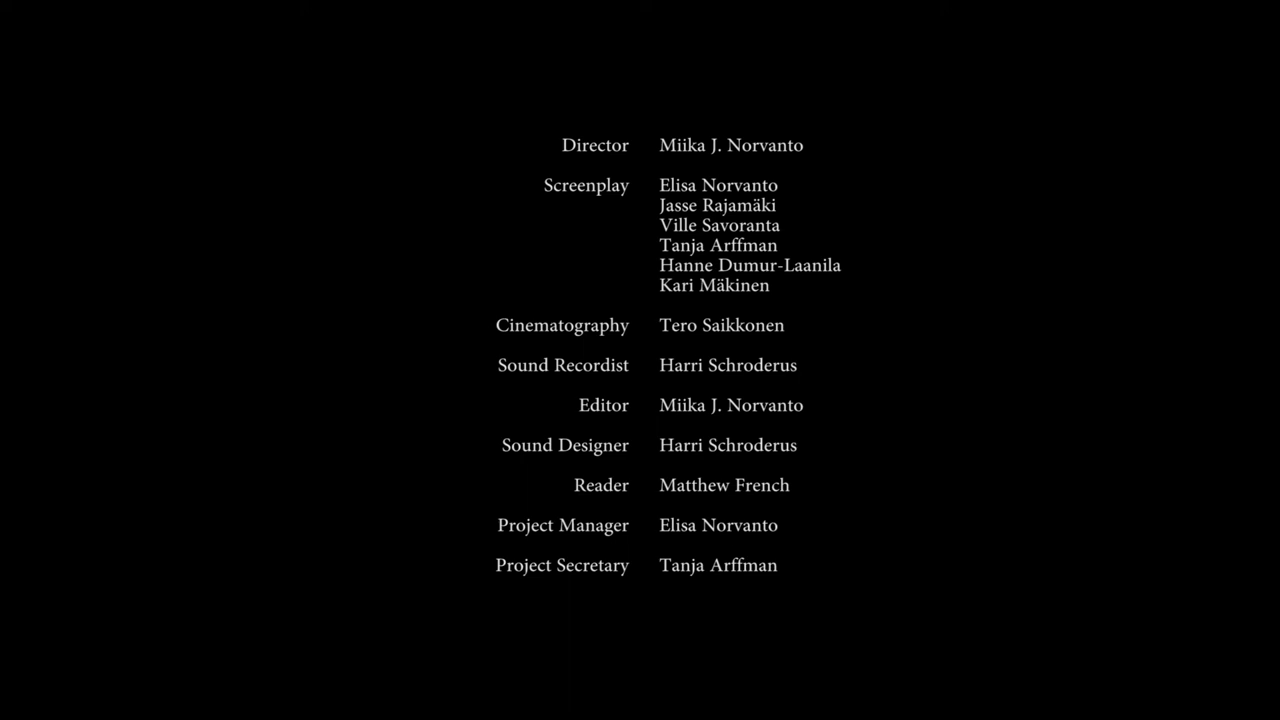 Director Miika J. Norvanto
Screenplay Elisa Norvanto
Jasse Rajamäki
Ville Savoranta
Tanja Arffman
Hanne Dumur-Laanila
Kari Mäkinen
Cinematography Tero Saikkonen
Sound Recordist Harri Schroderus
Editor Miika J. Norvanto
Sound Designer Harri Schroderus
Reader Matthew French
Project Manager Elisa Norvanto
Project Secretary Tanja Arffman